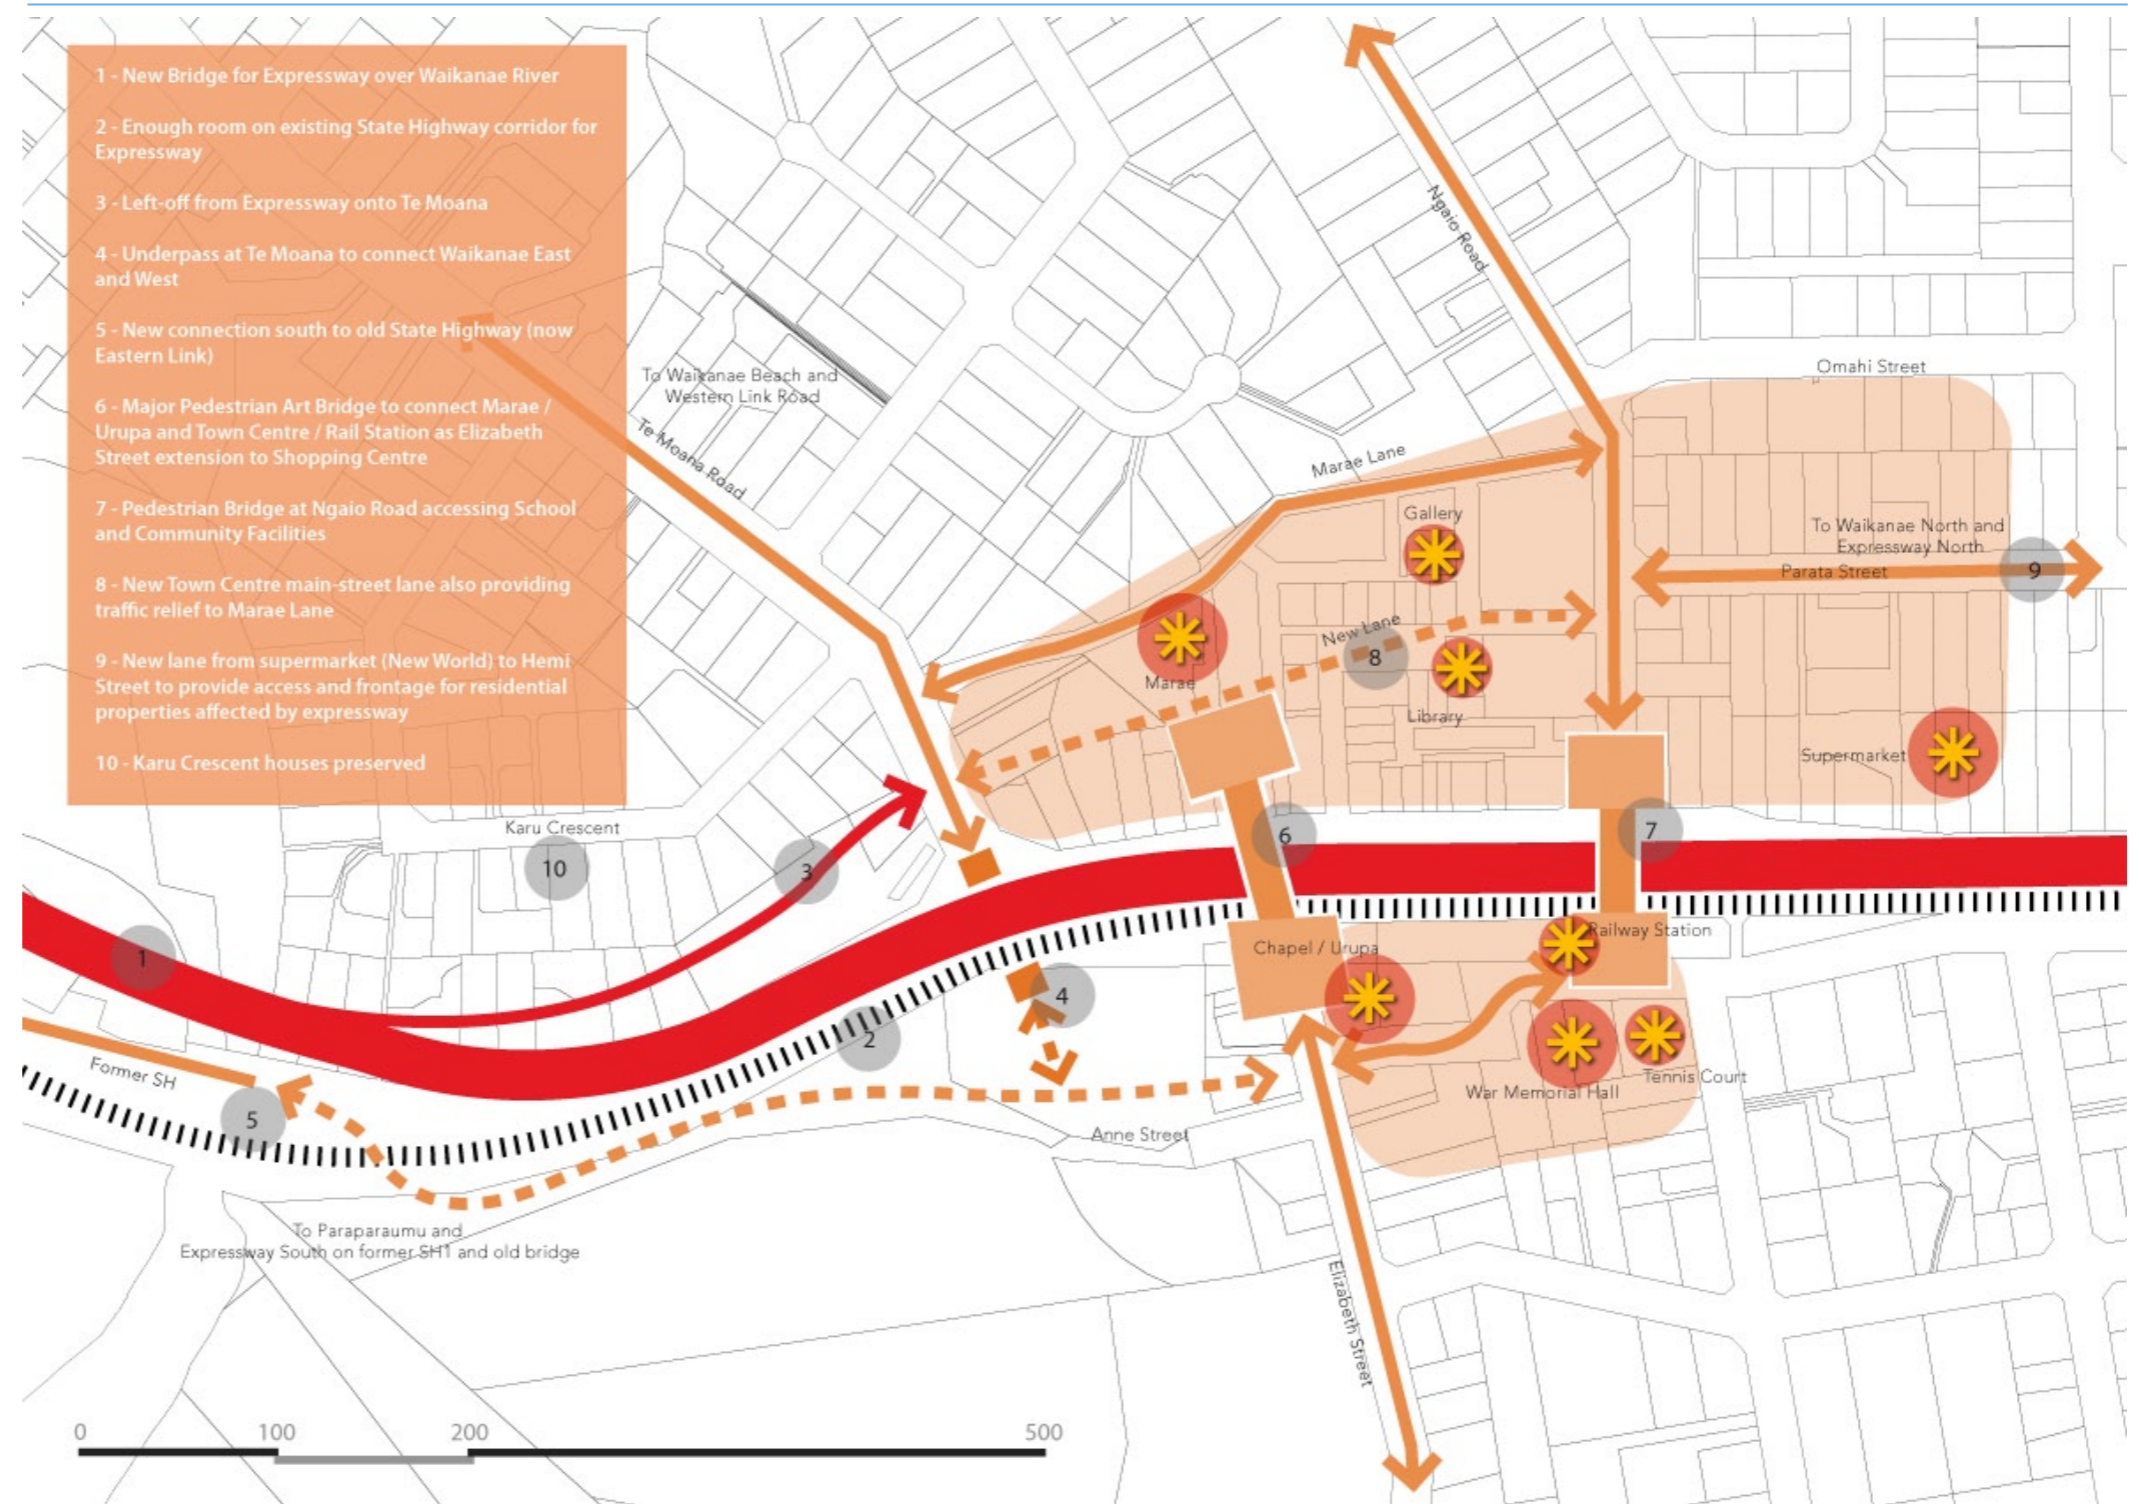 1 - New Bridge for Expressway over Waikanae River
2 - Enough room on existing State Highway corridor for
Expressway
3 - Left-off from Expressway onto Te Moana
4 - Underpass at Te Moana to connect Waikanae East
and West
5 - New connection south to old State Highway (now
Eastern Link)
6 - Major Pedestrian Art Bridge to connect Marae /
Urupa and Town Centre / Rail Station as Elizabeth
Street extension to Shopping Centre
7 - Pedestrian Bridge at Ngaio Road accessing School
and Community Facilities
8 - New Town Centre main-street lane also providing
traffic relief to Marae Lane
9 - New lane from supermarket (New World) to Hemi
Street to provide access and frontage for residential
properties affected by expressway
10 - Karu Crescent houses preserved
Ngaio Road
Omahi Street
To Waikanae Beach and
Western Link Road
Te Moana Road
Marae Lane
Gallery
To Waikanae North and
Expressway North
Parata Street
9
New Lane
8
Marae
Library
Supermarket
Karu Crescent
10
3
6
7
1
Chapel / Urupa
Railway Station
4
2
Former SH
5
War Memorial Hall
Tennis Court
Anne Street
To Paraparaumu and
Expressway South on former SH1 and old bridge
Elizabeth Street
0
100
200
500